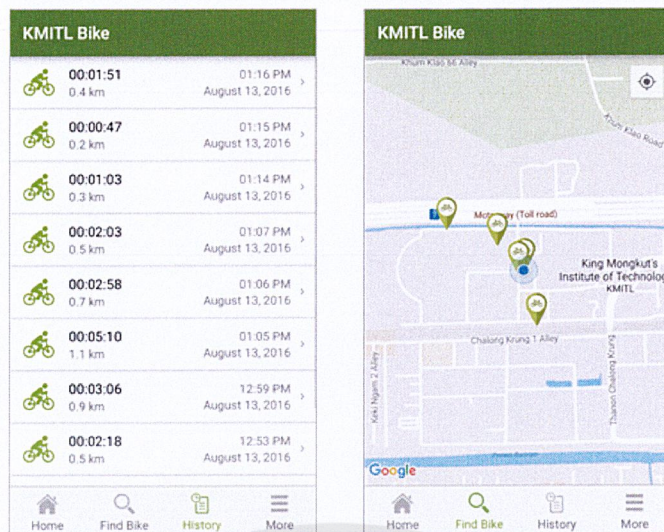 KMITL Bike
00:01:51
01:16 PM
0.4 km
August 13, 2016
00:00:47
01:15 PM
0.2 km
August 13, 2016
00:01:03
01:14 PM
0.3 km
August 13, 2016
00:02:03
01:07 PM
0.5 km
August 13, 2016
00:02:58
01:06 PM
0.7 km
August 13, 2016
00:05:10
01:05 PM
1.1 km
August 13, 2016
00:03:06
12:59 PM
0.9 km
August 13, 2016
00:02:18
12:53 PM
0.5 km
August 13, 2016
Home Find Bike History More
KMITL Bike
Khum Klao 66 Alley
Khum Klao Road
(Toll road)
King Mongkut's
Institute of Technolog
KMITL
Chalong Krung 1 Alley
Keki Ngam 2 Alley
Thanon Chalong Krung
Google
Home Find Bike History More